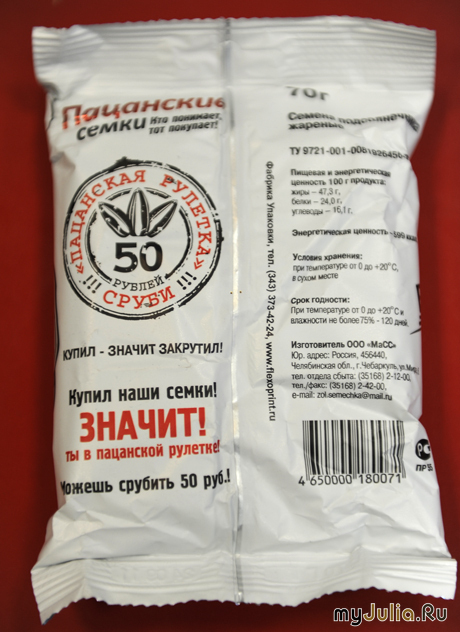 Пацанские
семки Кто понимает,
тот покупает!
«ПАЦАНСКАЯ РУЛЕТКА»
50
РУБЛЕЙ
!!! СРУБИ !!!
КУПИЛ - ЗНАЧИТ ЗАКРУТИЛ!
Купил наши семки!
ЗНАЧИТ!
ты в пацанской рулетке!
Можешь срубить 50 руб.!
Фабрика Упаковки, тел. (343) 373-42-24, www.flexoprint.ru
70г
Семена подсолнечника
жареные
ТУ 9721-001-
Пищевая и энергетическая
ценность 100 г продукта:
жиры – 47,3 г,
белки – 24,0 г,
углеводы – 16,1 г.
Энергетическая ценность -
Условия хранения:
при температуре от 0 до +20°С,
в сухом месте
Срок годности:
При температуре от 0 до +20°С и
влажности не более 75% - 120 дней.
Изготовитель ООО «МаСС»
Юр. адрес: Россия, 456440,
Челябинская обл., г.Чебаркуль, ул.
тел. отдела сбыта: (35168) 2-12-00,
тел./факс: (35168) 2-42-00,
e-mail: zol.semechka@mail.ru
4 650000 180071
РС
myJulia.Ru